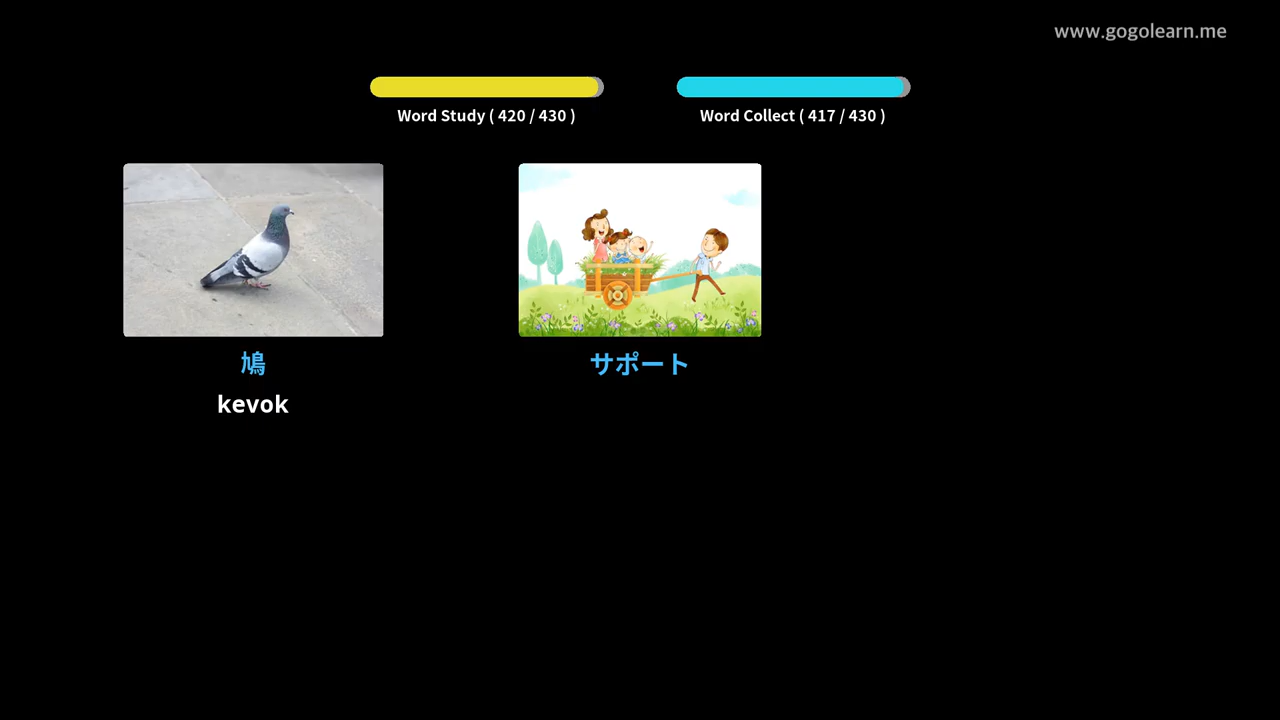 www.gogolearn.me
Word Study ( 420 / 430 )
Word Collect ( 417 / 430 )
鳩
kevok
サポート